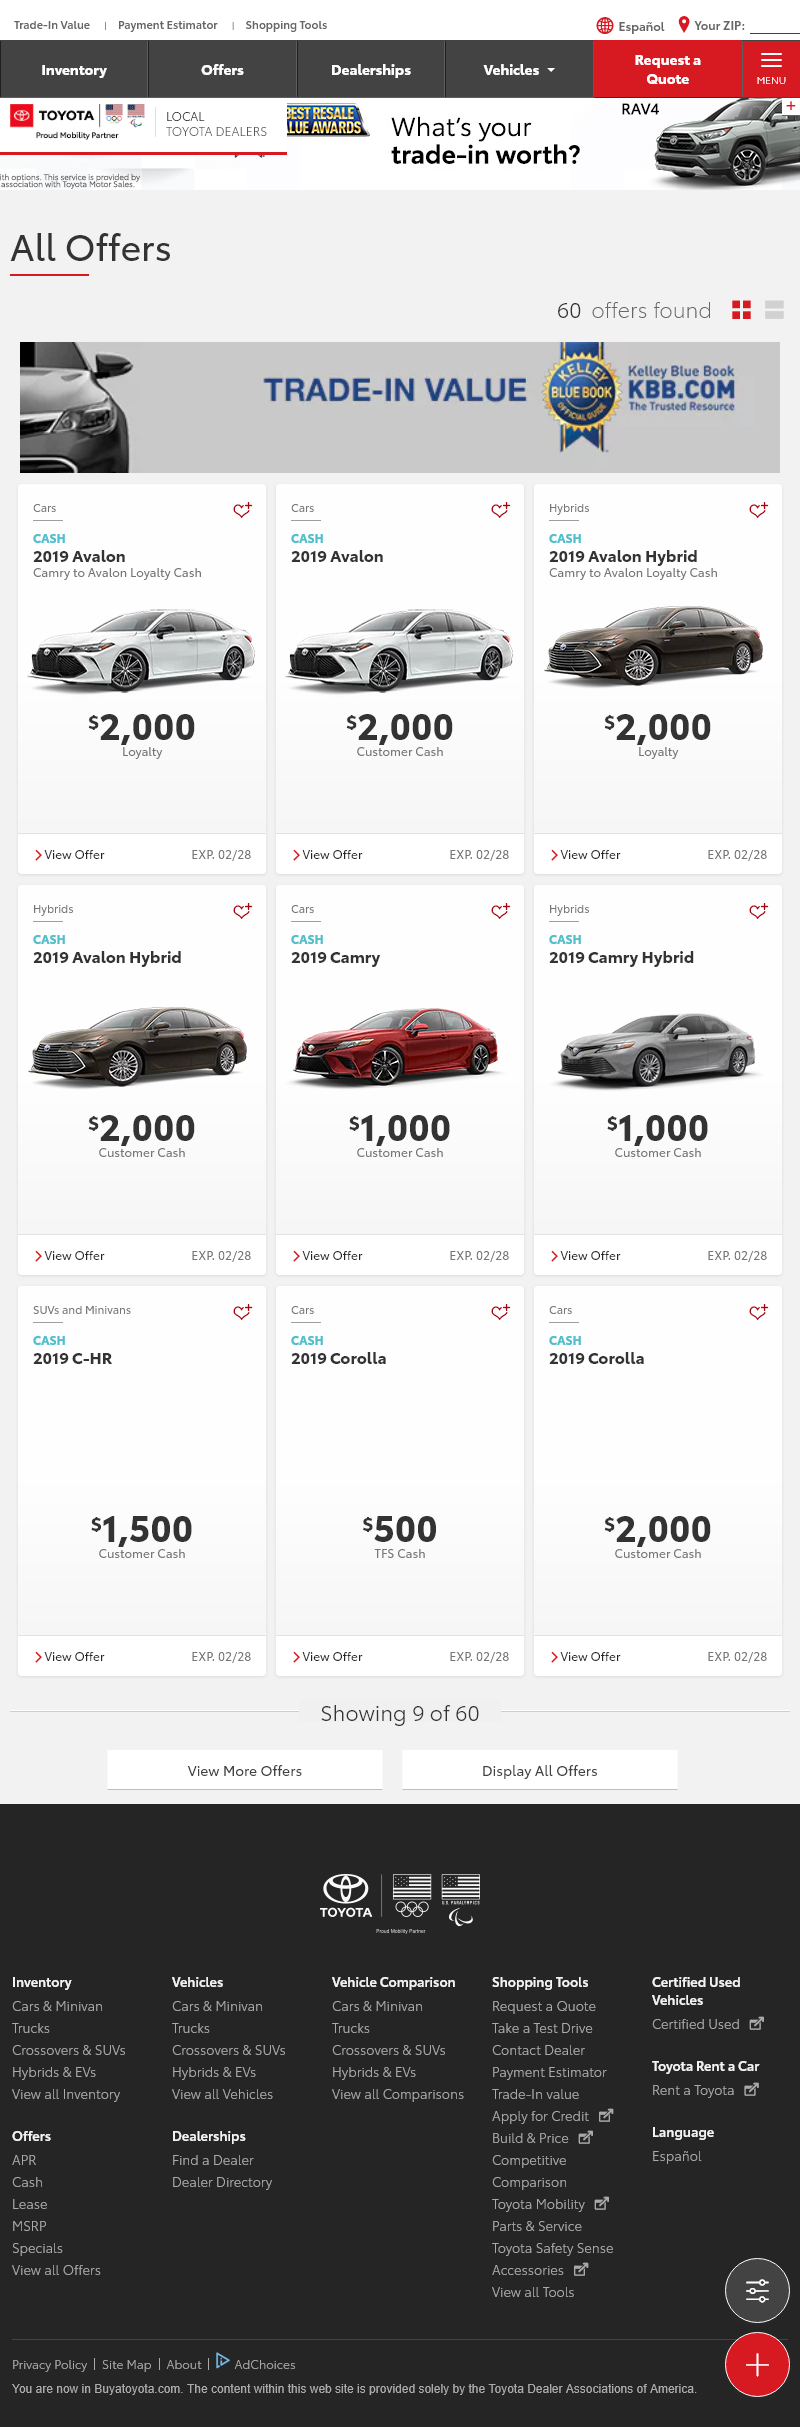 Trade-In Value | Payment Estimator | Shopping Tools
Español Your ZIP:
Inventory
Offers
Dealerships
Vehicles
Request a
Quote
MENU
TOYOTA
Proud Mobility Partner
LOCAL
TOYOTA DEALERS
BEST RESALE
LUE AWARDS
What's your
trade-in worth?
RAV4
+
ith options. This service is provided by
association with Toyota Motor Sales.
All Offers
60 offers found
TRADE-IN VALUE
KELLEY
BLUE BOOK
OFFICIAL GUIDE
Kelley Blue Book
KBB.COM
The Trusted Resource
Cars
CASH
2019 Avalon
Camry to Avalon Loyalty Cash
$2,000
Loyalty
View Offer
EXP. 02/28
Cars
CASH
2019 Avalon
$2,000
Customer Cash
View Offer
EXP. 02/28
Hybrids
CASH
2019 Avalon Hybrid
Camry to Avalon Loyalty Cash
$2,000
Loyalty
View Offer
EXP. 02/28
Hybrids
CASH
2019 Avalon Hybrid
$2,000
Customer Cash
View Offer
EXP. 02/28
Cars
CASH
2019 Camry
$1,000
Customer Cash
View Offer
EXP. 02/28
Hybrids
CASH
2019 Camry Hybrid
$1,000
Customer Cash
View Offer
EXP. 02/28
SUVs and Minivans
CASH
2019 C-HR
$1,500
Customer Cash
View Offer
EXP. 02/28
Cars
CASH
2019 Corolla
$500
TFS Cash
View Offer
EXP. 02/28
Cars
CASH
2019 Corolla
$2,000
Customer Cash
View Offer
EXP. 02/28
Showing 9 of 60
View More Offers
Display All Offers
TOYOTA
U.S. PARALYMPICS
Proud Mobility Partner
Inventory
Cars & Minivan
Trucks
Crossovers & SUVs
Hybrids & EVs
View all Inventory
Offers
APR
Cash
Lease
MSRP
Specials
View all Offers
Vehicles
Cars & Minivan
Trucks
Crossovers & SUVs
Hybrids & EVs
View all Vehicles
Dealerships
Find a Dealer
Dealer Directory
Vehicle Comparison
Cars & Minivan
Trucks
Crossovers & SUVs
Hybrids & EVs
View all Comparisons
Shopping Tools
Request a Quote
Take a Test Drive
Contact Dealer
Payment Estimator
Trade-In value
Apply for Credit
Build & Price
Competitive
Comparison
Toyota Mobility
Parts & Service
Toyota Safety Sense
Accessories
View all Tools
Certified Used
Vehicles
Certified Used
Toyota Rent a Car
Rent a Toyota
Language
Español
Privacy Policy | Site Map | About | AdChoices
You are now in Buyatoyota.com. The content within this web site is provided solely by the Toyota Dealer Associations of America.